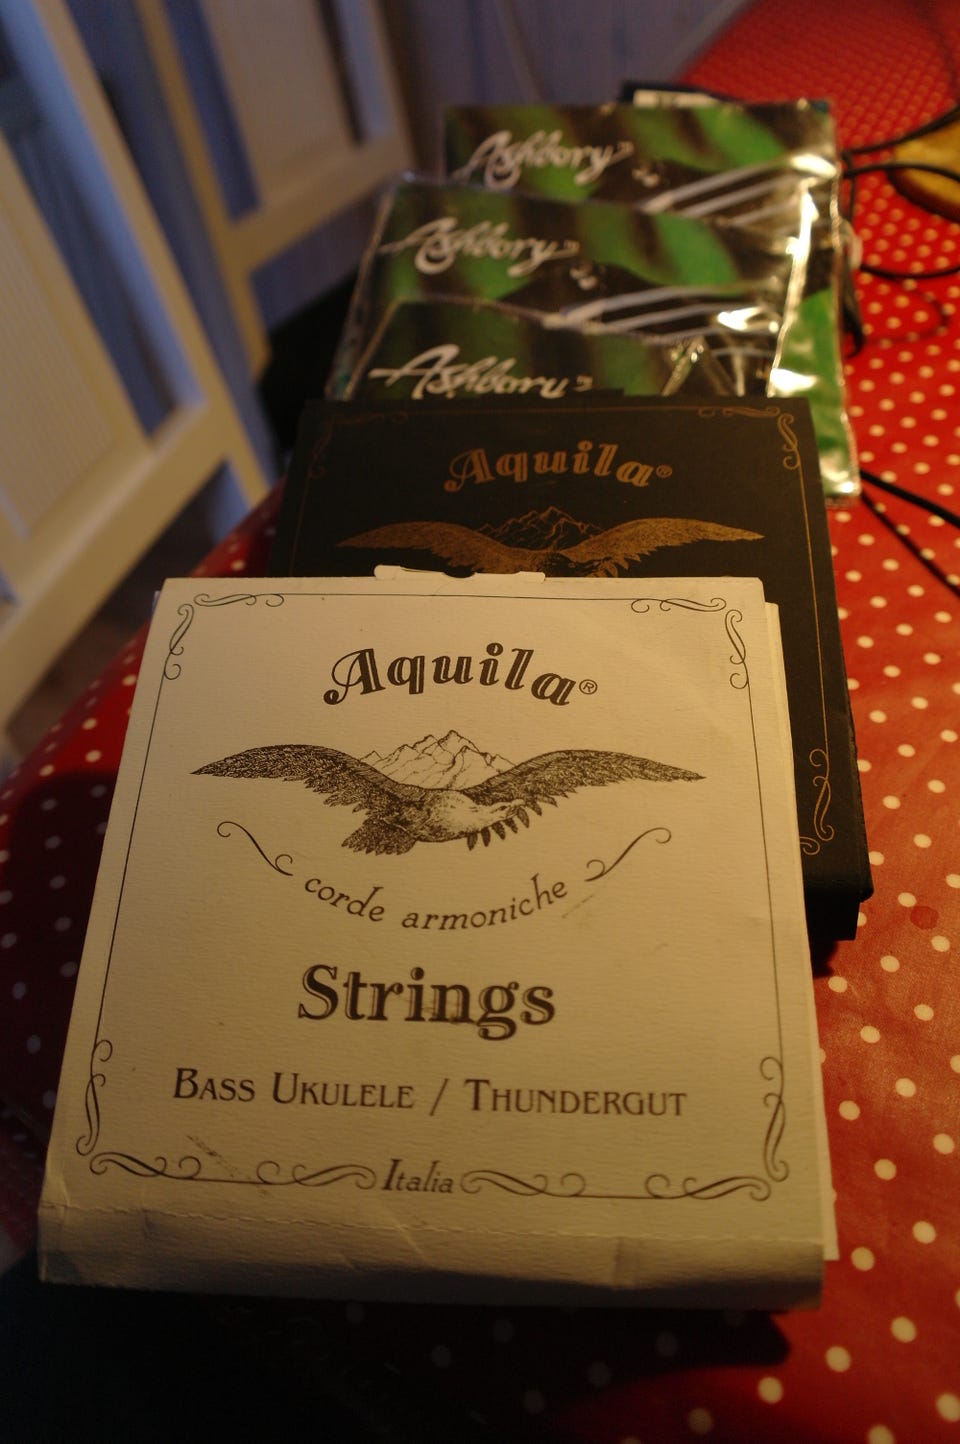 Ashbory
Ashbory
Ashbory
Aquila®
Aquila®
corde armoniche
Strings
Bass Ukulele / Thundergut
Italia